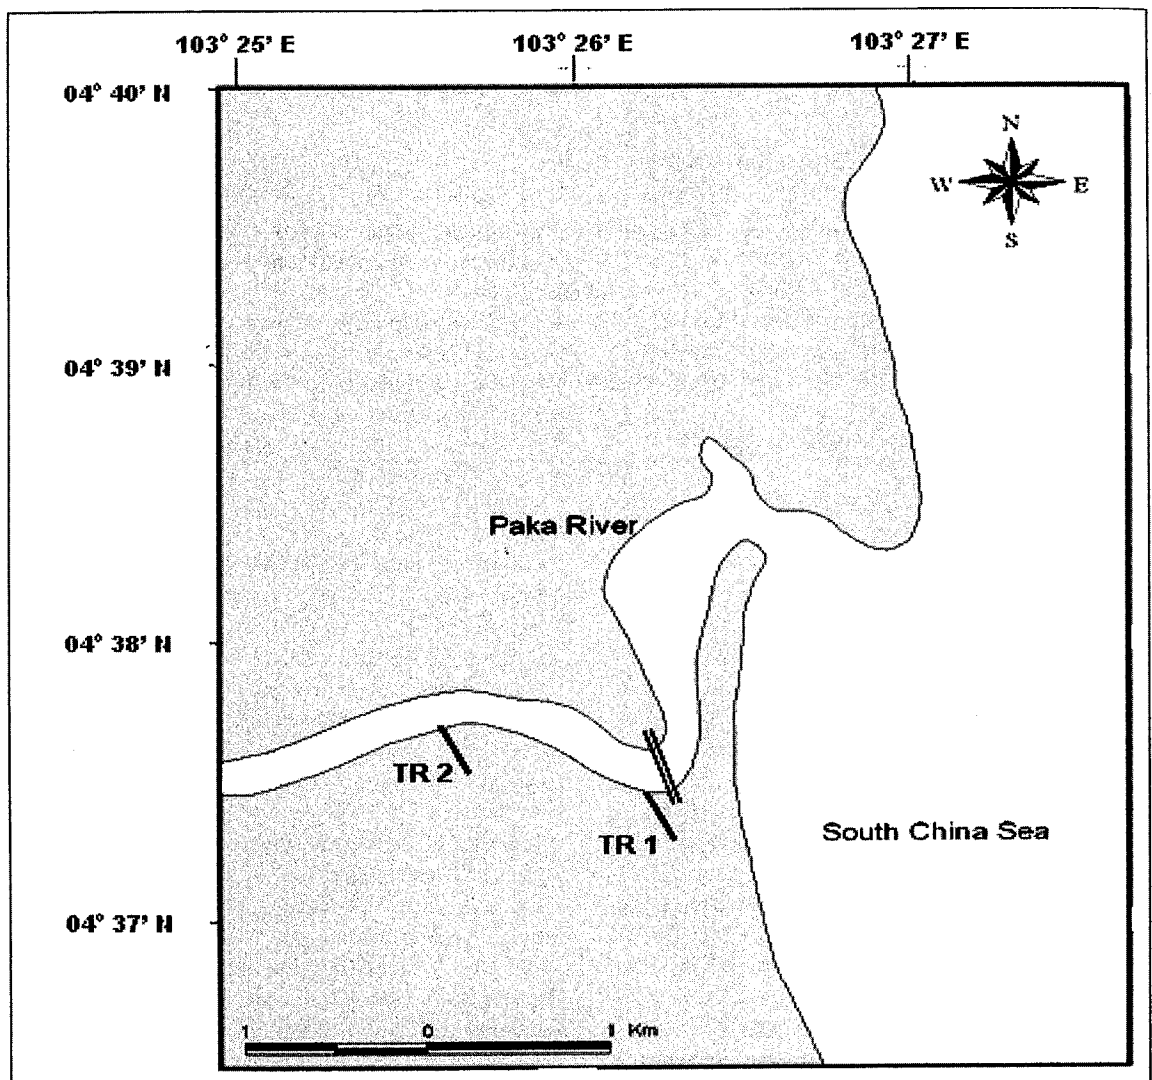 103° 25' E 103° 26' E 103° 27' E
04° 40' N
N
W E
S
04° 39' N
Paka River
04° 38' N
TR 2
South China Sea
TR 1
04° 37' N
1 0 1 Km